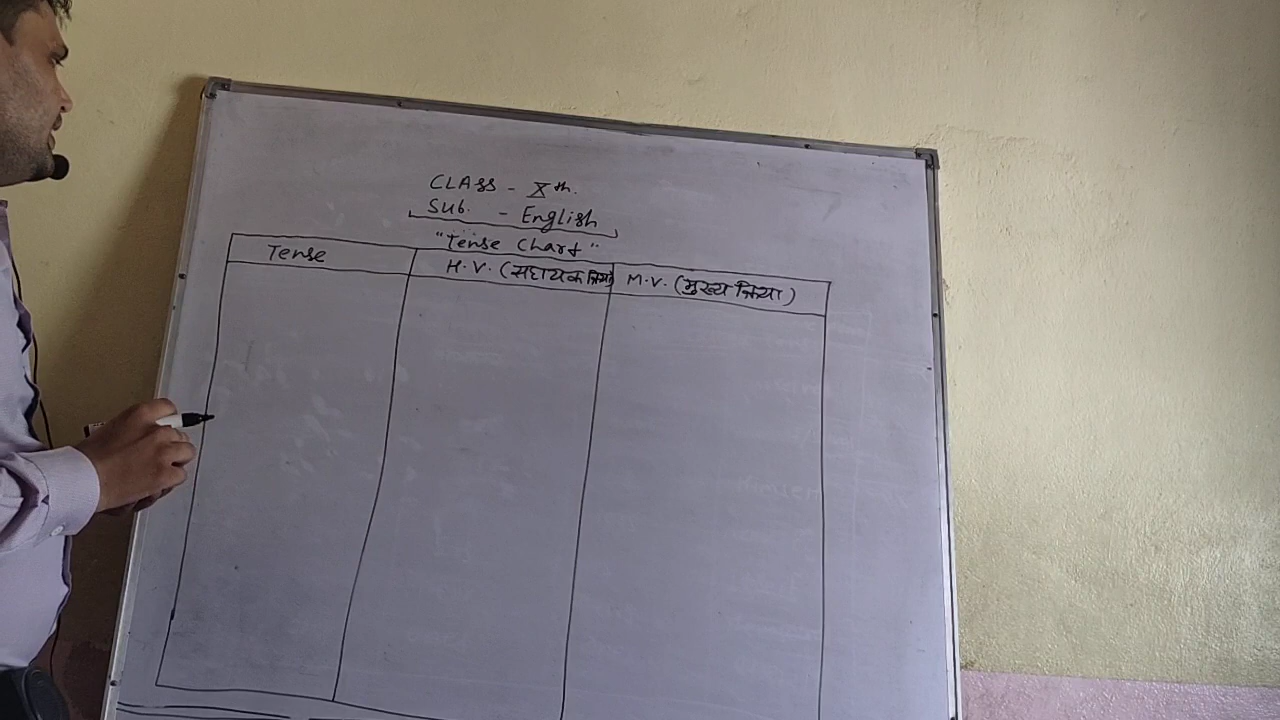 CLASS - Xth.
Sub. - English
"Tense Chart"
Tense
H.V. (सहायक क्रिया)
M.V. (मुख्य क्रिया)